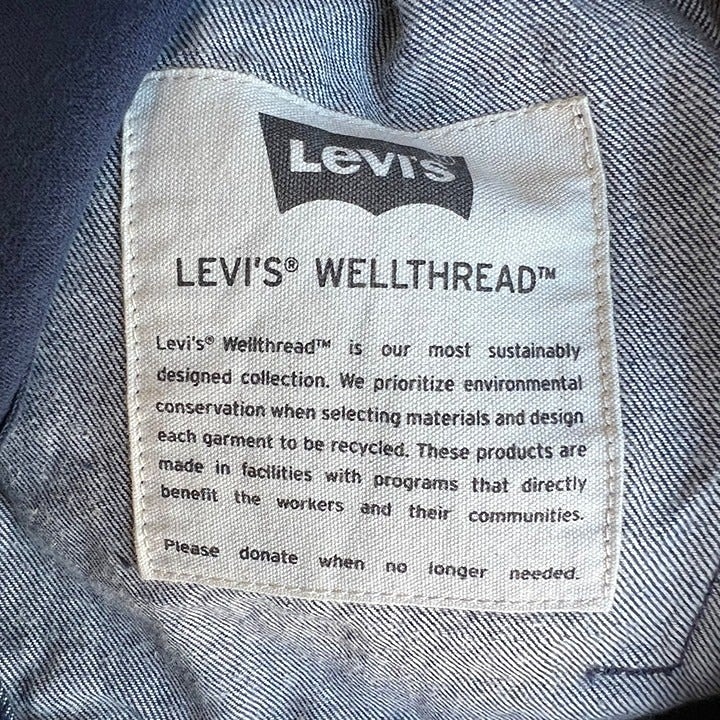 Levi's
LEVI'S® WELLTHREAD™
Levi's® Wellthread™ is our most sustainably
designed collection. We prioritize environmental
conservation when selecting materials and design
each garment to be recycled. These products are
made in facilities with programs that directly
benefit the workers and their communities.
Please donate when no longer needed.